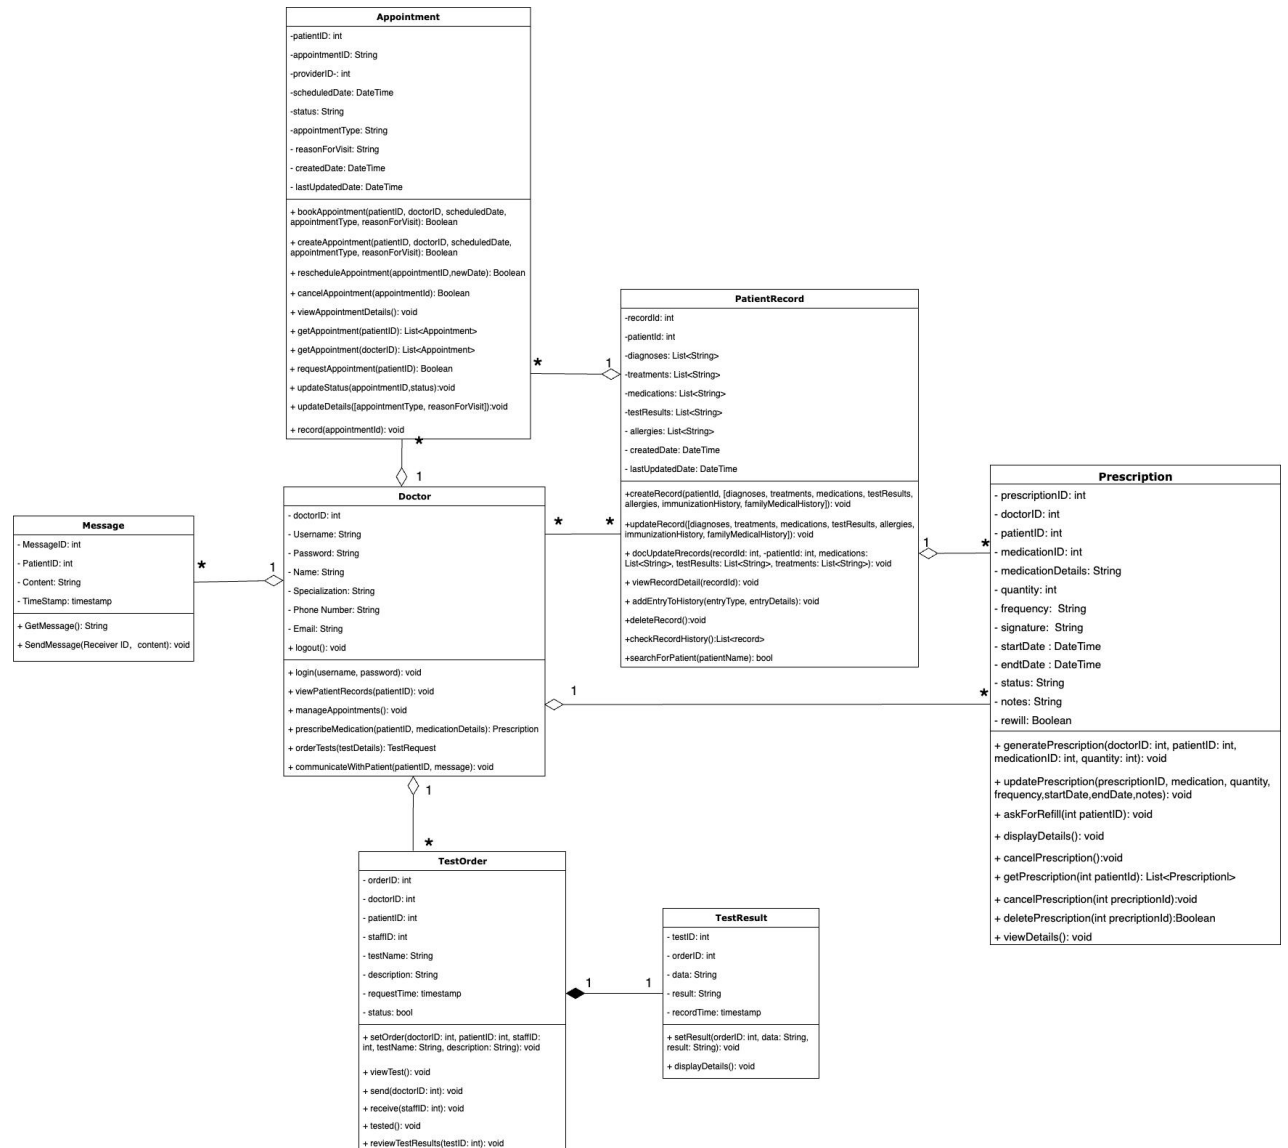 Appointment
-patientID: int
-appointmentID: String
-providerID-: int
-scheduledDate: DateTime
-status: String
-appointmentType: String
- reasonForVisit: String
- createdDate: DateTime
- lastUpdatedDate: DateTime
+ bookAppointment(patientID, doctorID, scheduledDate,
appointmentType, reasonForVisit): Boolean
+ createAppointment(patientID, doctorID, scheduledDate,
appointmentType, reasonForVisit): Boolean
+ rescheduleAppointment(appointmentID,newDate): Boolean
+ cancelAppointment(appointmentId): Boolean
+ viewAppointmentDetails(): void
+ getAppointment(patientID): List<Appointment>
+ getAppointment(docterID): List<Appointment>
+ requestAppointment(patientID): Boolean
+ updateStatus(appointmentID,status):void
+ updateDetails([appointmentType, reasonForVisit]):void
+ record(appointmentId): void
*
1
*
1
PatientRecord
-recordId: int
-patientId: int
-diagnoses: List<String>
-treatments: List<String>
-medications: List<String>
-testResults: List<String>
- allergies: List<String>
- createdDate: DateTime
- lastUpdatedDate: DateTime
+createRecord(patientId, [diagnoses, treatments, medications, testResults,
allergies, immunizationHistory, familyMedicalHistory]): void
+updateRecord([diagnoses, treatments, medications, testResults, allergies,
immunizationHistory, familyMedicalHistory]): void
+ docUpdateRecords(recordId: int, -patientId: int, medications:
List<String>, testResults: List<String>, treatments: List<String>): void
+ viewRecordDetail(recordId): void
+ addEntryToHistory(entryType, entryDetails): void
+deleteRecord():void
+checkRecordHistory():List<record>
+searchForPatient(patientName): bool
1
*
Prescription
- prescriptionID: int
- doctorID: int
- patientID: int
- medicationID: int
- medicationDetails: String
- quantity: int
- frequency: String
- signature: String
- startDate : DateTime
- endtDate : DateTime
- status: String
- notes: String
- rewill: Boolean
+ generatePrescription(doctorID: int, patientID: int,
medicationID: int, quantity: int): void
+ updatePrescription(prescriptionID, medication, quantity,
frequency,startDate,endDate,notes): void
+ askForRefill(int patientID): void
+ displayDetails(): void
+ cancelPrescription():void
+ getPrescription(int patientId): List<Prescriptionl>
+ cancelPrescription(int precriptionId):void
+ deletePrescription(int precriptionId):Boolean
+ viewDetails(): void
Message
- MessageID: int
- PatientID: int
- Content: String
- TimeStamp: timestamp
+ GetMessage(): String
+ SendMessage(Receiver ID, content): void
*
1
Doctor
- doctorID: int
- Username: String
- Password: String
- Name: String
- Specialization: String
- Phone Number: String
- Email: String
+ logout(): void
+ login(username, password): void
+ viewPatientRecords(patientID): void
+ manageAppointments(): void
+ prescribeMedication(patientID, medicationDetails): Prescription
+ orderTests(testDetails): TestRequest
+ communicateWithPatient(patientID, message): void
*
*
1
*
1
*
TestOrder
- orderID: int
- doctorID: int
- patientID: int
- staffID: int
- testName: String
- description: String
- requestTime: timestamp
- status: bool
+ setOrder(doctorID: int, patientID: int, staffID:
int, testName: String, description: String): void
+ viewTest(): void
+ send(doctorID: int): void
+ receive(staffID: int): void
+ tested(): void
+ reviewTestResults(testID: int): void
1
1
TestResult
- testID: int
- orderID: int
- data: String
- result: String
- recordTime: timestamp
+ setResult(orderID: int, data: String,
result: String): void
+ displayDetails(): void